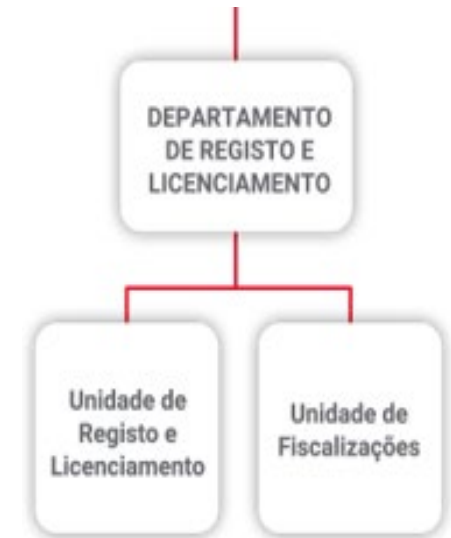 DEPARTAMENTO
DE REGISTO E
LICENCIAMENTO
Unidade de
Registo e
Licenciamento
Unidade de
Fiscalizações